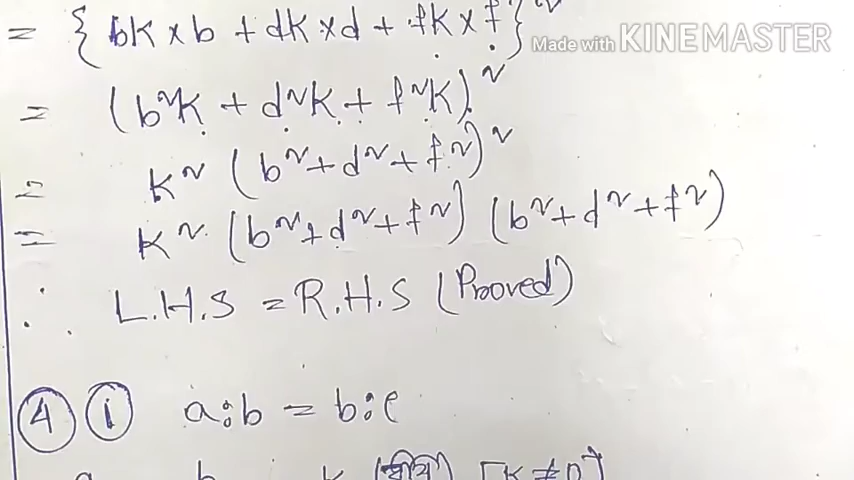 = {bk × b + dk × d + fk × f}²
Made with KINEMASTER
= (b²k + d²k + f²k)²
= k² (b² + d² + f²)²
= k² (b² + d² + f²) (b² + d² + f²)
∴ L.H.S = R.H.S (Proved)
④ ⓘ a:b = b:c
a b k [k ≠ 0]